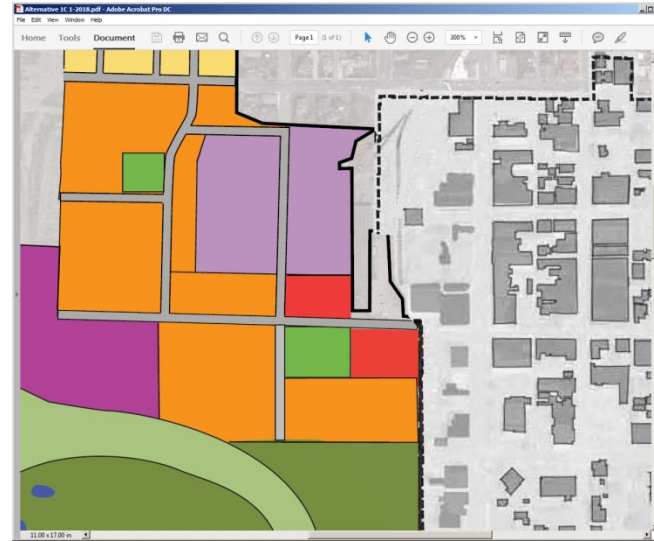 Alternative 1C 1-2018.pdf - Adobe Acrobat Pro DC
File Edit View Window Help
Home Tools Document Page 1 (1 of 1) 300%
11.00 x 17.00 in